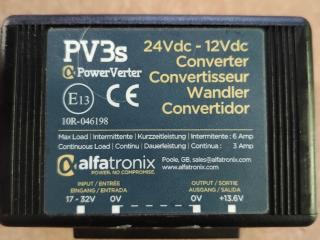 PV3s
PowerVerter
E13 CE
10R-046198
24Vdc - 12Vdc
Converter
Convertisseur
Wandler
Convertidor
Max Load | Intermittente | Kurzzeitleistung | Intermitente : 6 Amp
Continuous Load | Continu | Dauerleistung | Continua : 3 Amp
alfatronix
POWER. NO COMPROMISE.
Poole, GB, sales@alfatronix.com
www.alfatronix.com
INPUT / ENTRÉE
EINGANG / ENTRADA
OUTPUT / SORTIE
AUSGANG / SALIDA
17 - 32V 0V 0V +13.6V